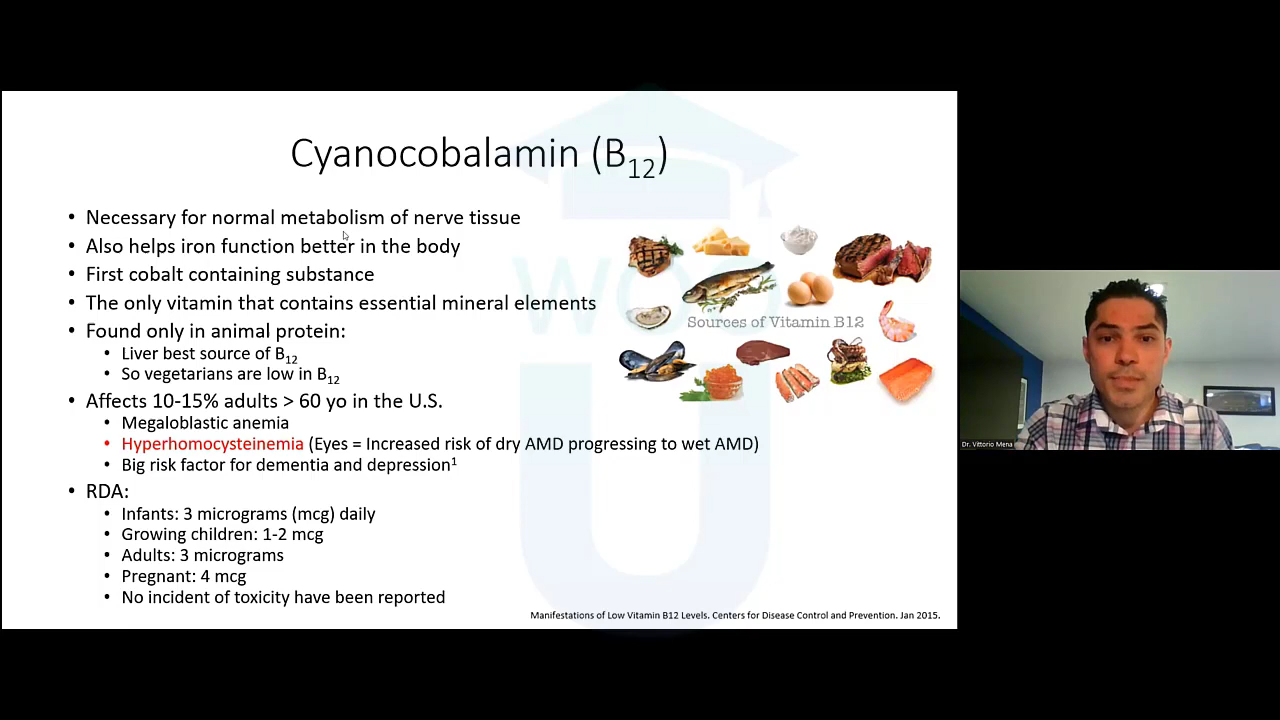 Cyanocobalamin (B12)
• Necessary for normal metabolism of nerve tissue
• Also helps iron function better in the body
• First cobalt containing substance
• The only vitamin that contains essential mineral elements
• Found only in animal protein:
• Liver best source of B12
• So vegetarians are low in B12
• Affects 10-15% adults > 60 yo in the U.S.
• Megaloblastic anemia
• Hyperhomocysteinemia (Eyes = Increased risk of dry AMD progressing to wet AMD)
• Big risk factor for dementia and depression1
• RDA:
• Infants: 3 micrograms (mcg) daily
• Growing children: 1-2 mcg
• Adults: 3 micrograms
• Pregnant: 4 mcg
• No incident of toxicity have been reported
Sources of Vitamin B12
Manifestations of Low Vitamin B12 Levels. Centers for Disease Control and Prevention. Jan 2015.
Dr. Vittorio Mena